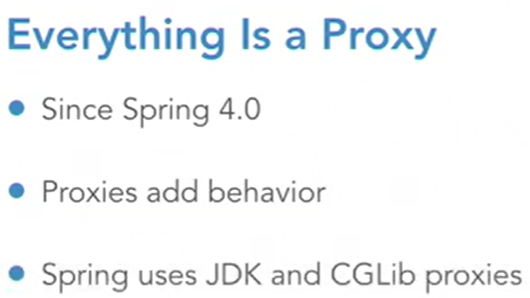 Everything Is a Proxy
Since Spring 4.0
Proxies add behavior
Spring uses JDK and CGLib proxies